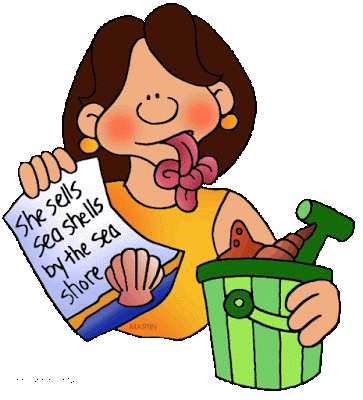 She sells
sea shells
by the sea
shore
MARTIN